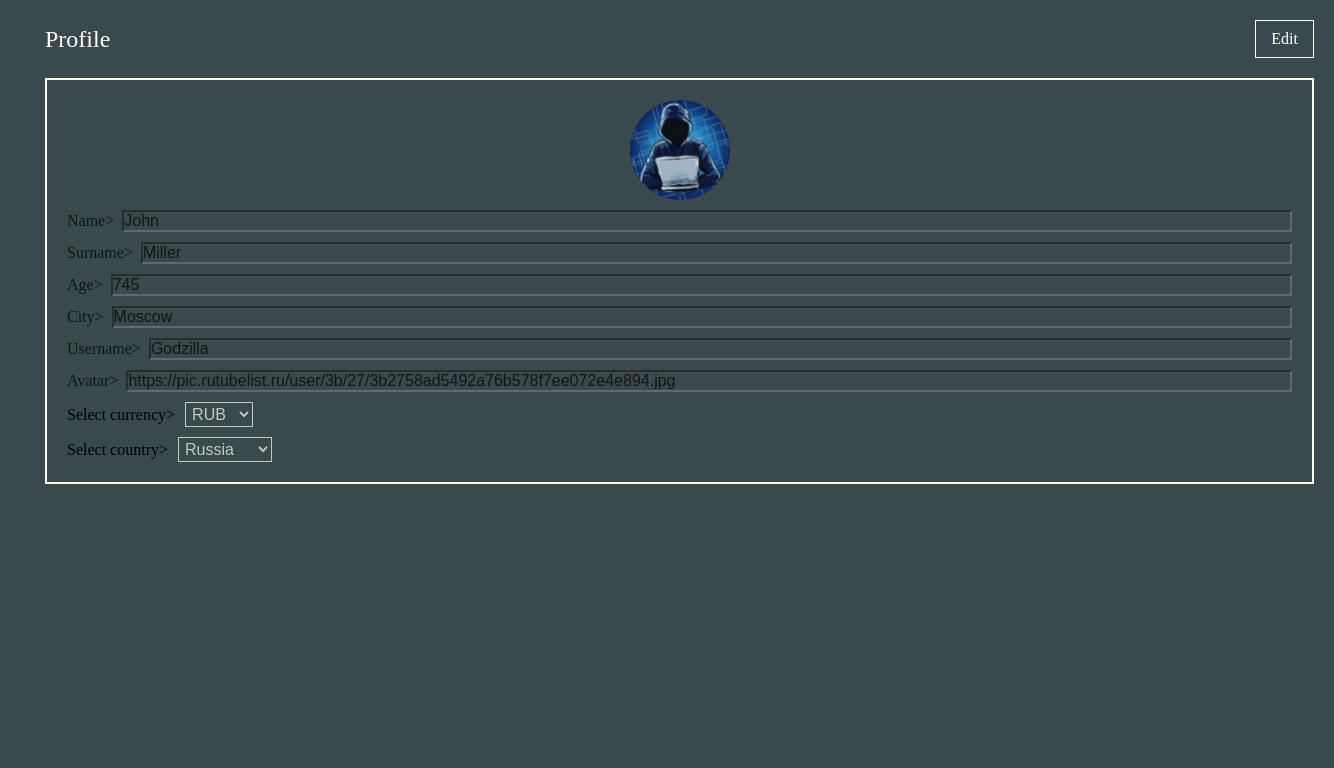 Profile
Edit
Name> John
Surname> Miller
Age> 745
City> Moscow
Username> Godzilla
Avatar> https://pic.rutubelist.ru/user/3b/27/3b2758ad5492a76b578f7ee072e4e894.jpg
Select currency> RUB
Select country> Russia